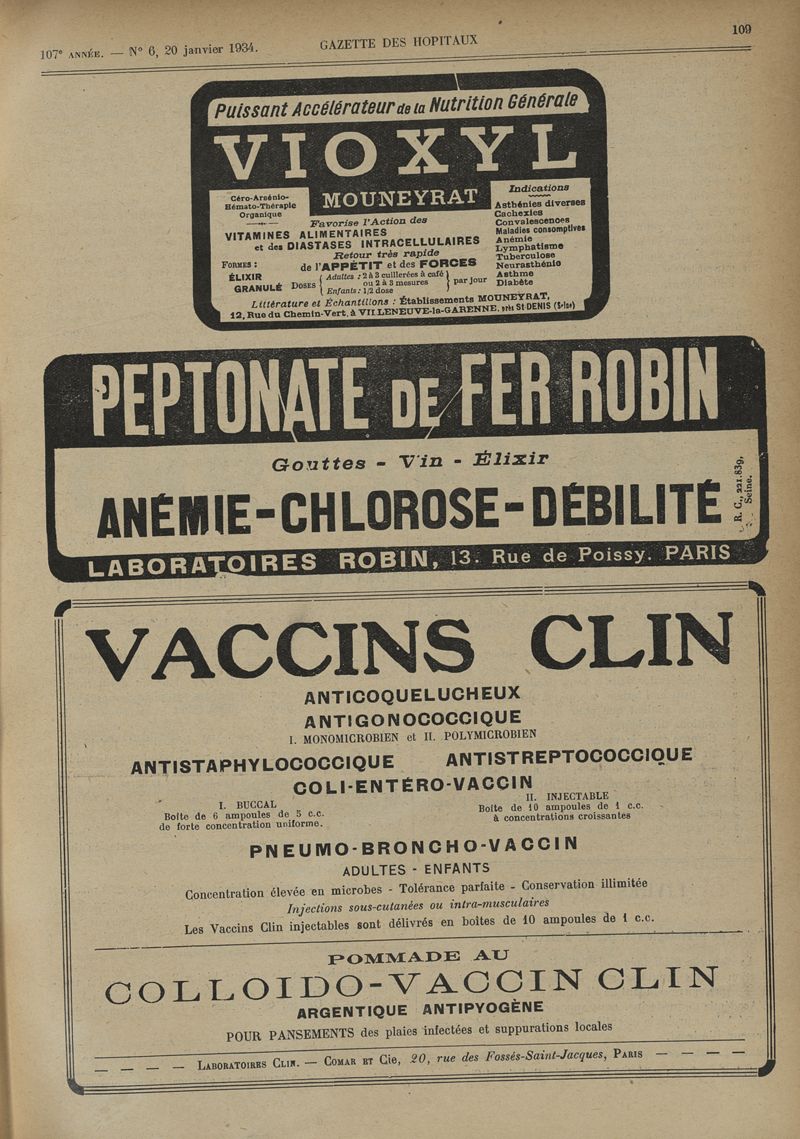 107e ANNÉE. — N° 6, 20 janvier 1934.
GAZETTE DES HOPITAUX
109
Puissant Accélérateur de la Nutrition Générale
VIOXYL
MOUNEYRAT
Céro-Arsénio-
Hémato-Thérapie
Organique
Favorise l'Action des
VITAMINES ALIMENTAIRES
et des DIASTASES INTRACELLULAIRES
Retour très rapide
de l'APPÉTIT et des FORCES
FORMES :
ÉLIXIR
GRANULÉ
DOSES
Adultes : 2 à 3 cuillerées à café
ou 2 à 3 mesures
Enfants : 1/2 dose
par jour
Indications
Asthénies diverses
Cachexies
Convalescences
Maladies consomptives
Anémie
Lymphatisme
Tuberculose
Neurasthénie
Asthme
Diabète
Littérature et Échantillons : Établissements MOUNEYRAT,
12, Rue du Chemin-Vert, à VILLENEUVE-la-GARENNE, près St-DENIS (Seine)
PEPTONATE DE FER ROBIN
Gouttes - Vin - Élixir
ANÉMIE-CHLOROSE-DÉBILITÉ
R. C., 221.839,
Seine.
LABORATOIRES ROBIN, 13. Rue de Poissy. PARIS
VACCINS CLIN
ANTICOQUELUCHEUX
ANTIGONOCOCCIQUE
I. MONOMICROBIEN et II. POLYMICROBIEN
ANTISTAPHYLOCOCCIQUE ANTISTREPTOCOCCIQUE
COLI-ENTÉRO-VACCIN
I. BUCCAL
Boîte de 6 ampoules de 5 c.c.
de forte concentration uniforme.
II. INJECTABLE
Boîte de 10 ampoules de 1 c.c.
à concentrations croissantes
PNEUMO-BRONCHO-VACCIN
ADULTES - ENFANTS
Concentration élevée en microbes - Tolérance parfaite - Conservation illimitée
Injections sous-cutanées ou intra-musculaires
Les Vaccins Clin injectables sont délivrés en boîtes de 10 ampoules de 1 c.c.
POMMADE AU
COLLOIDO-VACCIN CLIN
ARGENTIQUE ANTIPYOGÈNE
POUR PANSEMENTS des plaies infectées et suppurations locales
LABORATOIRES CLIN. — COMAR ET Cie, 20, rue des Fossés-Saint-Jacques, PARIS